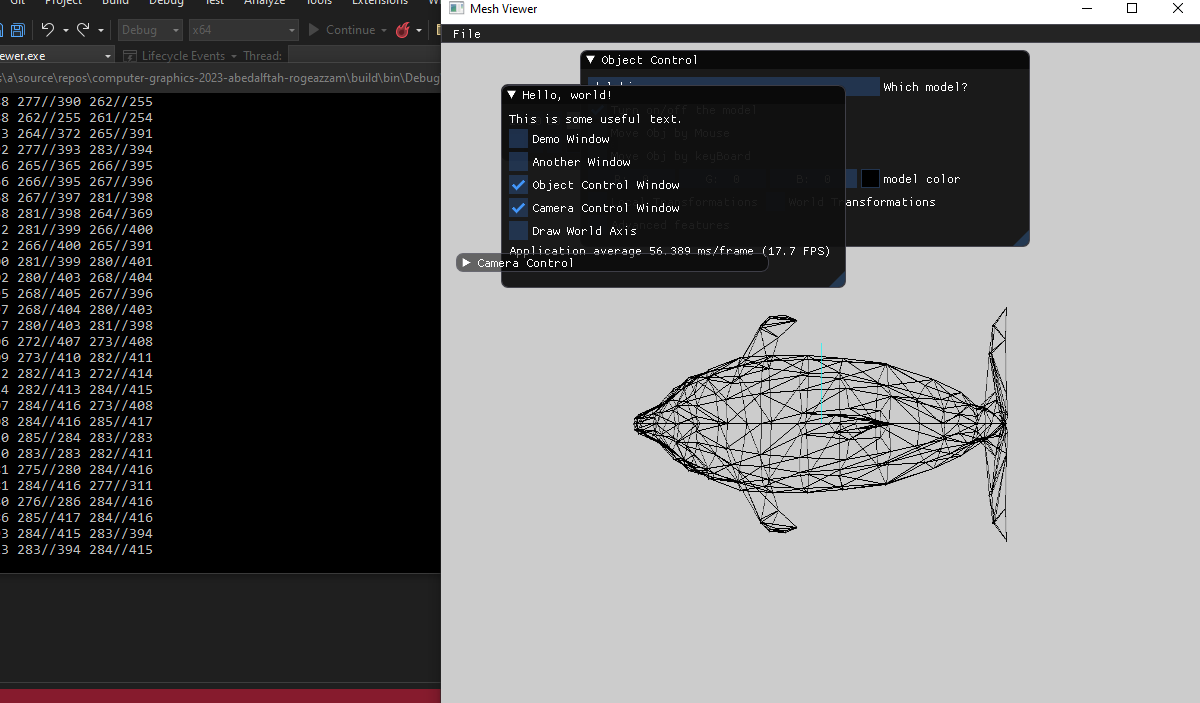 Git Project Build Debug Test Analyze Tools Extensions
Debug x64 Continue
ewer.exe Lifecycle Events Thread:
s\a\source\repos\computer-graphics-2023-abedalftah-rogeazzam\build\bin\Debug
8 277//390 262//255
8 262//255 261//254
3 264//372 265//391
2 277//393 283//394
6 265//365 266//395
6 266//395 267//396
8 267//397 281//398
8 281//398 264//369
2 281//399 266//400
2 266//400 265//391
0 281//399 280//401
2 280//403 268//404
5 268//405 267//396
7 268//404 280//403
7 280//403 281//398
6 272//407 273//408
9 273//410 282//411
2 282//413 272//414
4 282//413 284//415
7 284//416 273//408
8 284//416 285//417
0 285//284 283//283
0 283//283 282//411
1 275//280 284//416
1 284//416 277//311
0 276//286 284//416
6 285//417 284//416
3 284//415 283//394
3 283//394 284//415
Mesh Viewer
File
Object Control
Which model?
Turn on/off the model
Move Obj by Mouse
Move Obj by keyBoard
G: 0 B: 0 model color
Transformations World Transformations
Advanced features
Hello, world!
This is some useful text.
Demo Window
Another Window
Object Control Window
Camera Control Window
Draw World Axis
Application average 56.389 ms/frame (17.7 FPS)
Camera Control